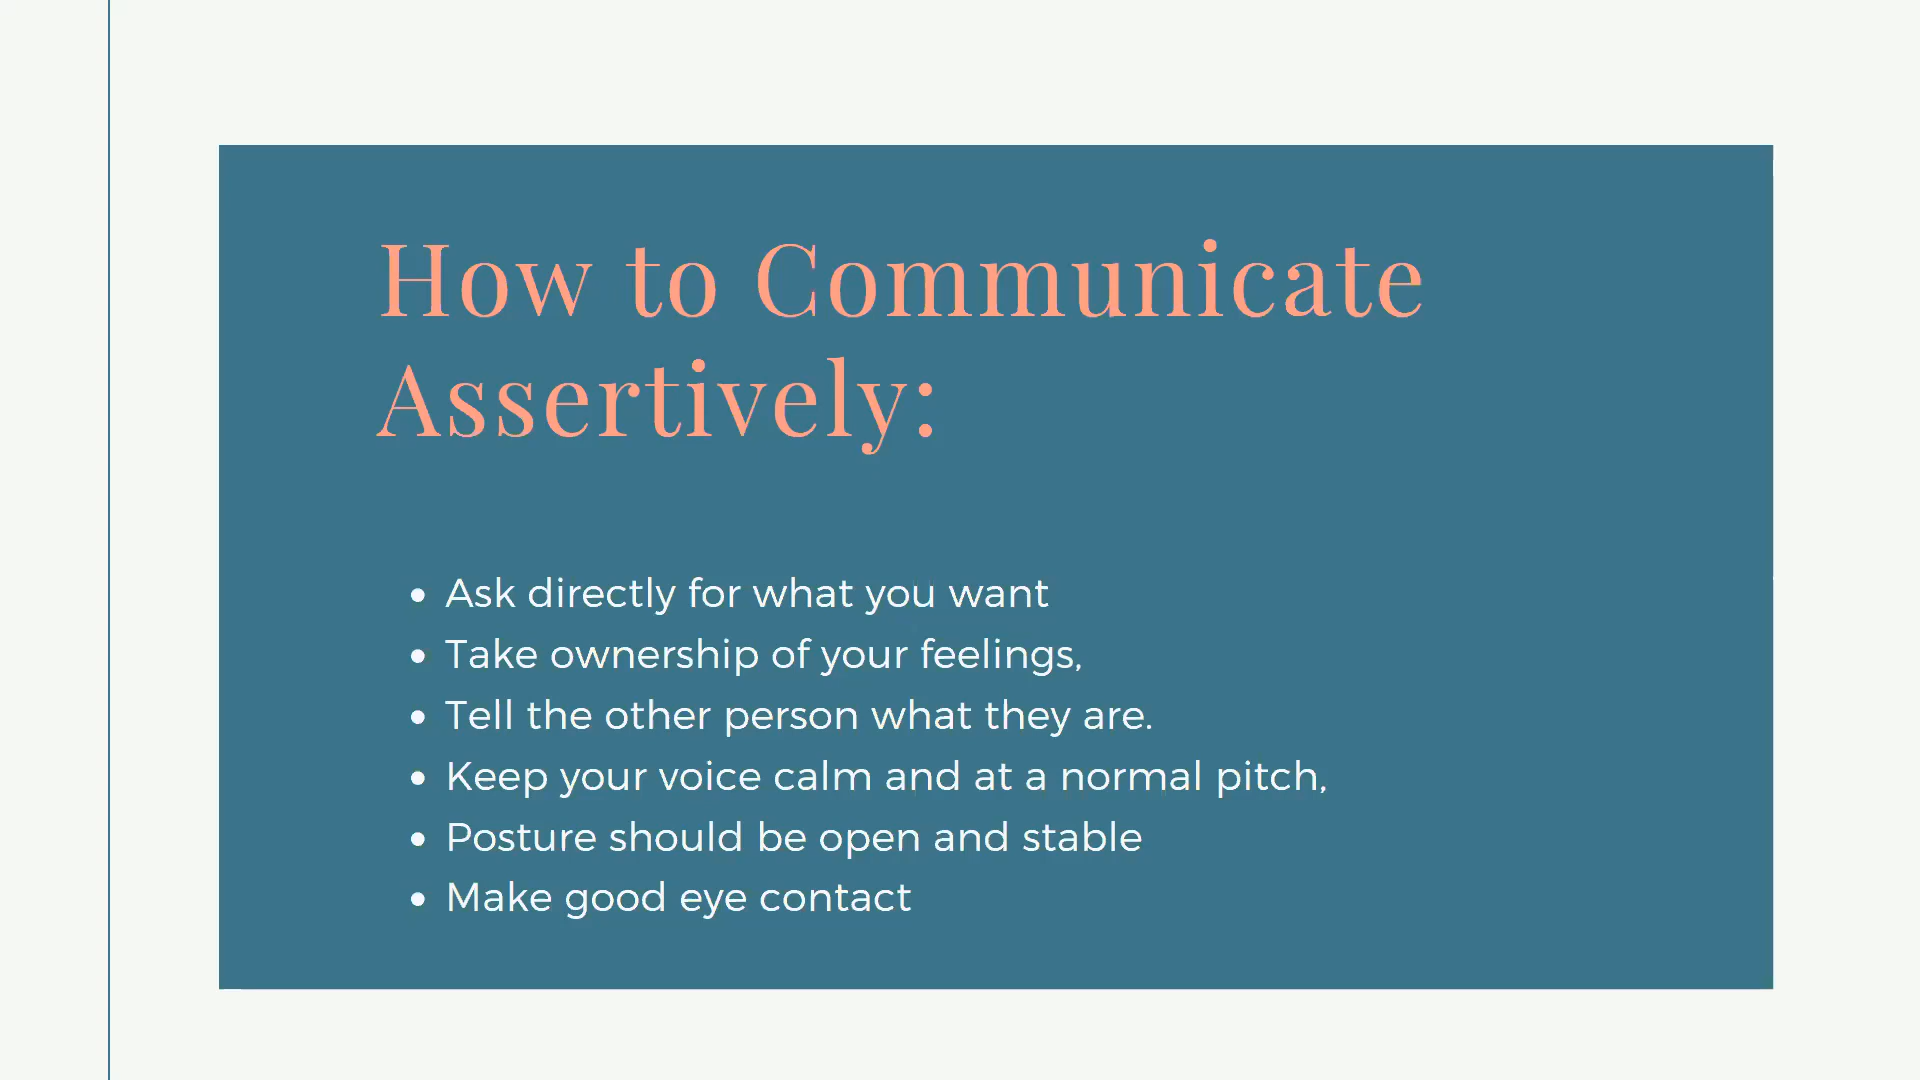 How to Communicate
Assertively:
• Ask directly for what you want
• Take ownership of your feelings,
• Tell the other person what they are.
• Keep your voice calm and at a normal pitch,
• Posture should be open and stable
• Make good eye contact